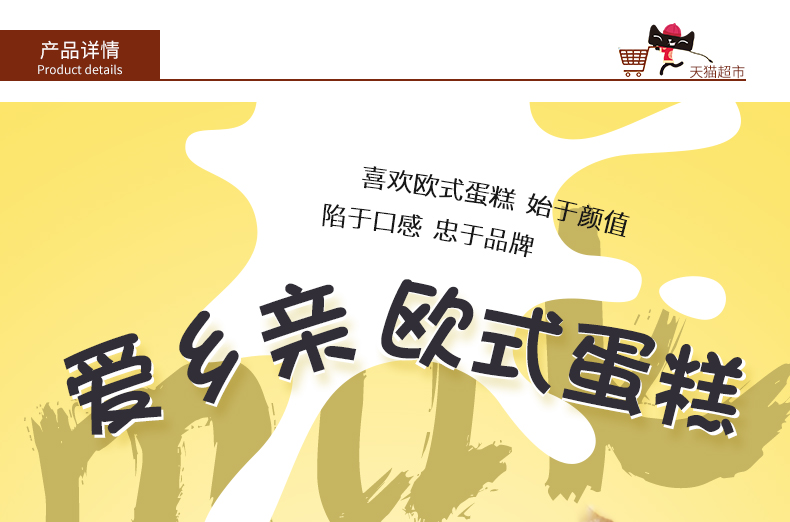 产品详情
Product details
天猫超市
喜欢欧式蛋糕 始于颜值
陷于口感 忠于品牌
爱乡亲 欧式蛋糕